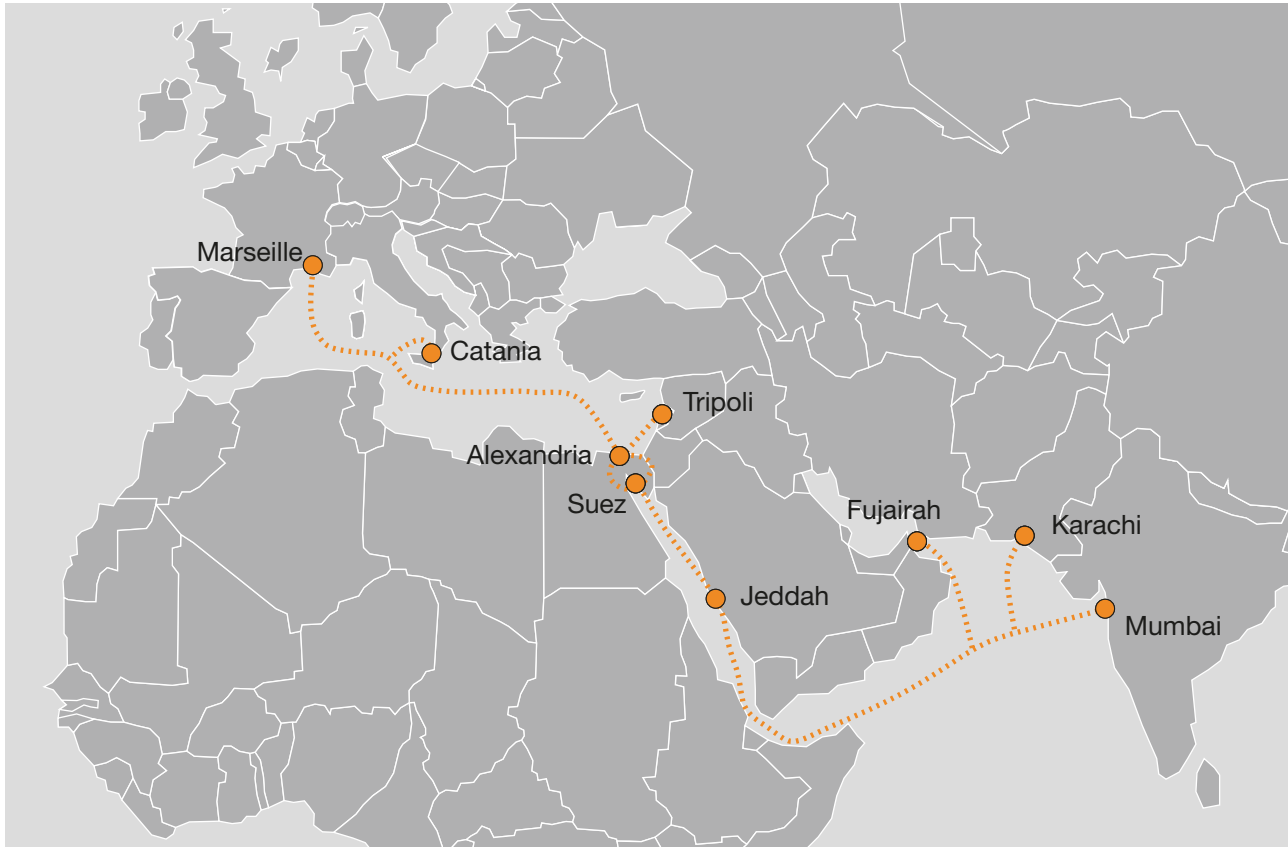 Marseille
Catania
Tripoli
Alexandria
Suez
Fujairah
Karachi
Jeddah
Mumbai